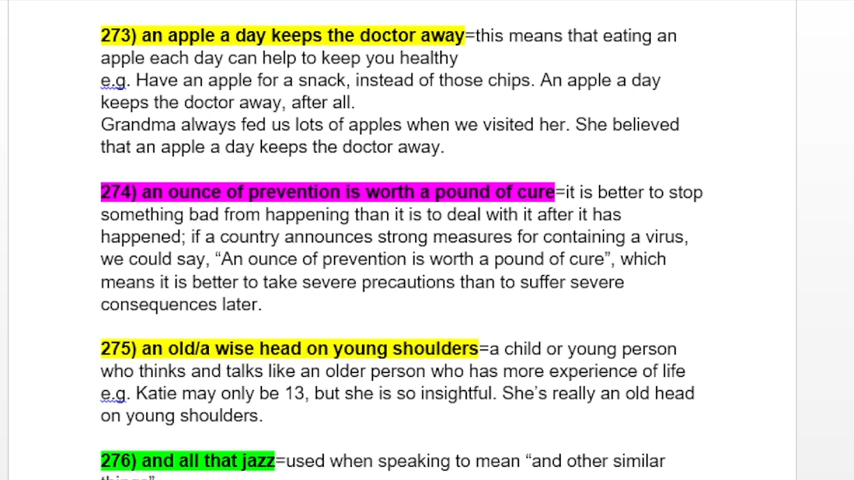 273) an apple a day keeps the doctor away=this means that eating an
apple each day can help to keep you healthy
e.g. Have an apple for a snack, instead of those chips. An apple a day
keeps the doctor away, after all.
Grandma always fed us lots of apples when we visited her. She believed
that an apple a day keeps the doctor away.
274) an ounce of prevention is worth a pound of cure=it is better to stop
something bad from happening than it is to deal with it after it has
happened; if a country announces strong measures for containing a virus,
we could say, “An ounce of prevention is worth a pound of cure”, which
means it is better to take severe precautions than to suffer severe
consequences later.
275) an old/a wise head on young shoulders=a child or young person
who thinks and talks like an older person who has more experience of life
e.g. Katie may only be 13, but she is so insightful. She’s really an old head
on young shoulders.
276) and all that jazz=used when speaking to mean “and other similar
things”